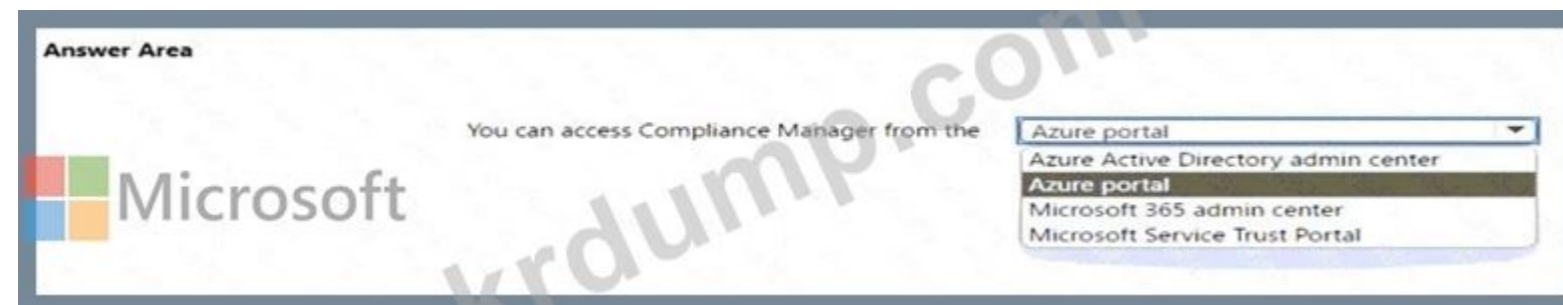 Answer Area
You can access Compliance Manager from the
Azure portal
Azure Active Directory admin center
Azure portal
Microsoft 365 admin center
Microsoft Service Trust Portal
Microsoft
krdump.com